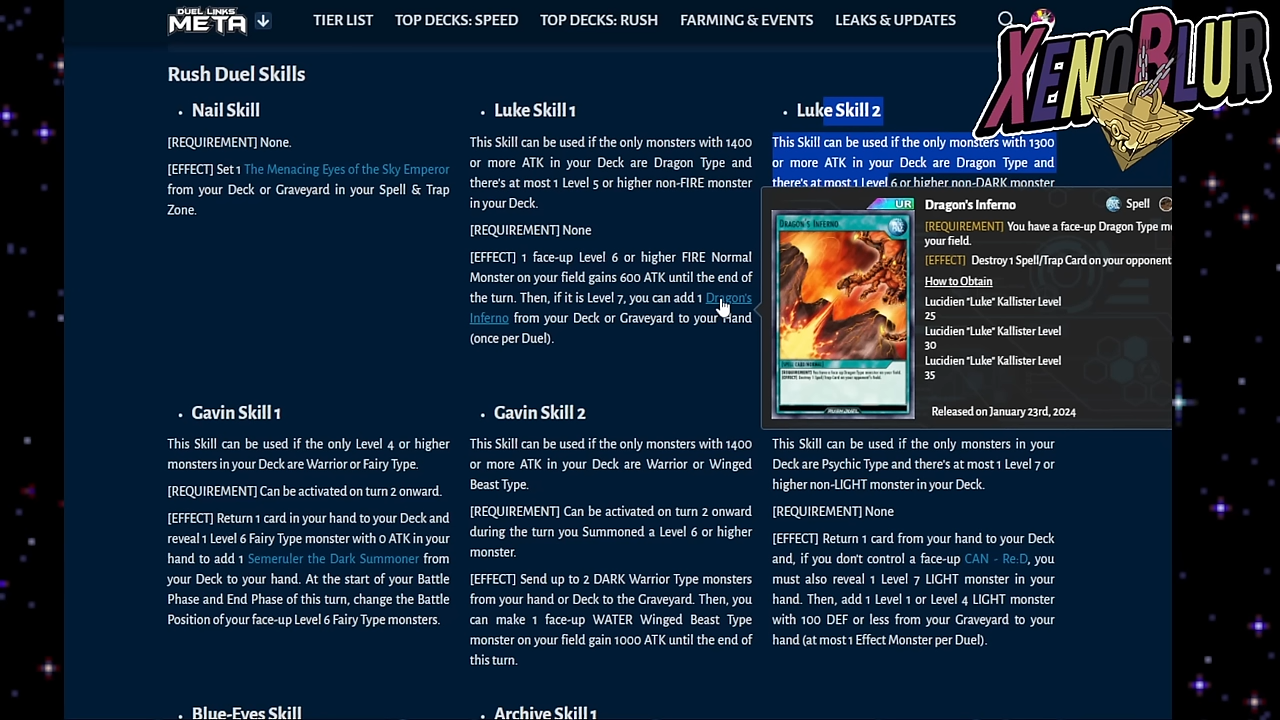 DUEL LINKS
META
TIER LIST
TOP DECKS: SPEED
TOP DECKS: RUSH
FARMING & EVENTS
LEAKS & UPDATES
XENOBLUR
Rush Duel Skills
• Nail Skill
[REQUIREMENT] None.
[EFFECT] Set 1 The Menacing Eyes of the Sky Emperor
from your Deck or Graveyard in your Spell & Trap
Zone.
• Luke Skill 1
This Skill can be used if the only monsters with 1400
or more ATK in your Deck are Dragon Type and
there's at most 1 Level 5 or higher non-FIRE monster
in your Deck.
[REQUIREMENT] None
[EFFECT] 1 face-up Level 6 or higher FIRE Normal
Monster on your field gains 600 ATK until the end of
the turn. Then, if it is Level 7, you can add 1 Dragon's
Inferno from your Deck or Graveyard to your Hand
(once per Duel).
• Luke Skill 2
This Skill can be used if the only monsters with 1300
or more ATK in your Deck are Dragon Type and
there's at most 1 Level 6 or higher non-DARK monster
UR
DRAGON'S INFERNO
Dragon's Inferno
Spell
[REQUIREMENT] You have a face-up Dragon Type mo
your field.
[EFFECT] Destroy 1 Spell/Trap Card on your opponent
How to Obtain
Lucidien "Luke" Kallister Level
25
Lucidien "Luke" Kallister Level
30
Lucidien "Luke" Kallister Level
35
Released on January 23rd, 2024
• Gavin Skill 1
This Skill can be used if the only Level 4 or higher
monsters in your Deck are Warrior or Fairy Type.
[REQUIREMENT] Can be activated on turn 2 onward.
[EFFECT] Return 1 card in your hand to your Deck and
reveal 1 Level 6 Fairy Type monster with 0 ATK in your
hand to add 1 Semeruler the Dark Summoner from
your Deck to your hand. At the start of your Battle
Phase and End Phase of this turn, change the Battle
Position of your face-up Level 6 Fairy Type monsters.
• Gavin Skill 2
This Skill can be used if the only monsters with 1400
or more ATK in your Deck are Warrior or Winged
Beast Type.
[REQUIREMENT] Can be activated on turn 2 onward
during the turn you Summoned a Level 6 or higher
monster.
[EFFECT] Send up to 2 DARK Warrior Type monsters
from your hand or Deck to the Graveyard. Then, you
can make 1 face-up WATER Winged Beast Type
monster on your field gain 1000 ATK until the end of
this turn.
This Skill can be used if the only monsters in your
Deck are Psychic Type and there's at most 1 Level 7 or
higher non-LIGHT monster in your Deck.
[REQUIREMENT] None
[EFFECT] Return 1 card from your hand to your Deck
and, if you don't control a face-up CAN - Re:D, you
must also reveal 1 Level 7 LIGHT monster in your
hand. Then, add 1 Level 1 or Level 4 LIGHT monster
with 100 DEF or less from your Graveyard to your
hand (at most 1 Effect Monster per Duel).
• Blue-Eyes Skill
• Archive Skill 1